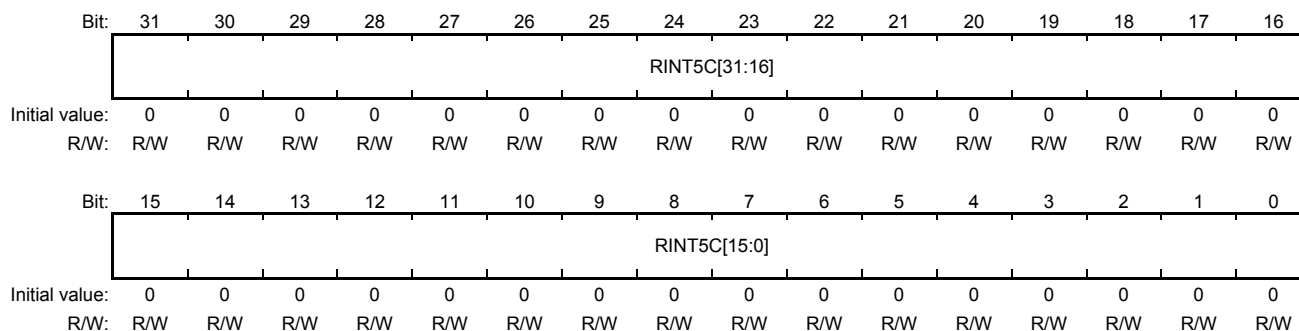 Bit: 31 30 29 28 27 26 25 24 23 22 21 20 19 18 17 16
RINT5C[31:16]
Initial value: 0 0 0 0 0 0 0 0 0 0 0 0 0 0 0 0
R/W: R/W R/W R/W R/W R/W R/W R/W R/W R/W R/W R/W R/W R/W R/W R/W R/W
Bit: 15 14 13 12 11 10 9 8 7 6 5 4 3 2 1 0
RINT5C[15:0]
Initial value: 0 0 0 0 0 0 0 0 0 0 0 0 0 0 0 0
R/W: R/W R/W R/W R/W R/W R/W R/W R/W R/W R/W R/W R/W R/W R/W R/W R/W